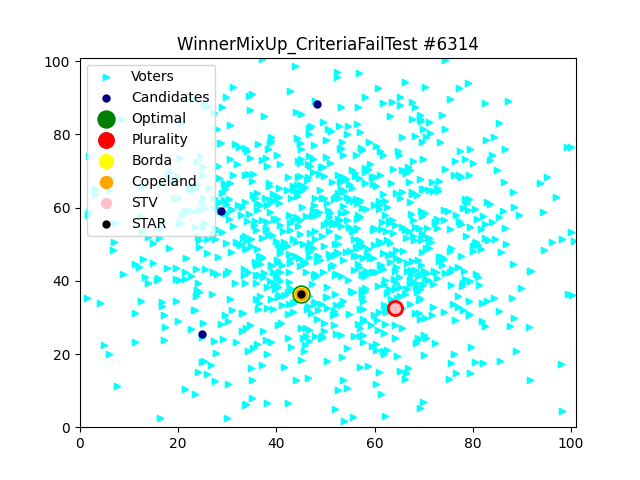 WinnerMixUp_CriteriaFailTest #6314
Voters
Candidates
Optimal
Plurality
Borda
Copeland
STV
STAR
100
80
60
40
20
0
0 20 40 60 80 100